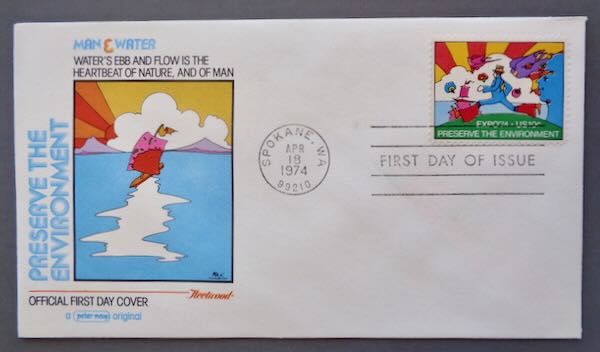 MAN & WATER
WATER'S EBB AND FLOW IS THE
HEARTBEAT OF NATURE, AND OF MAN
PRESERVE THE
ENVIRONMENT
OFFICIAL FIRST DAY COVER
Fleetwood
a peter max original
SPOKANE, WA
APR
18
1974
99210
EXPO'74 · US10c
PRESERVE THE ENVIRONMENT
FIRST DAY OF ISSUE